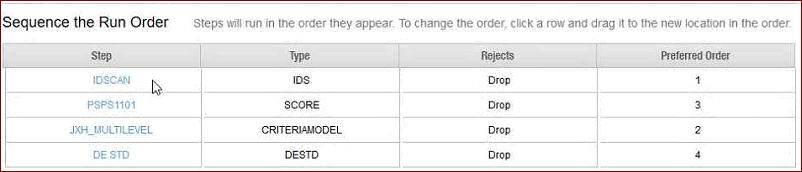 Sequence the Run Order Steps will run in the order they appear. To change the order, click a row and drag it to the new location in the order.
Step Type Rejects Preferred Order
IDSCAN IDS Drop 1
PSPS1101 SCORE Drop 3
JXH_MULTILEVEL CRITERIAMODEL Drop 2
DE STD DESTD Drop 4